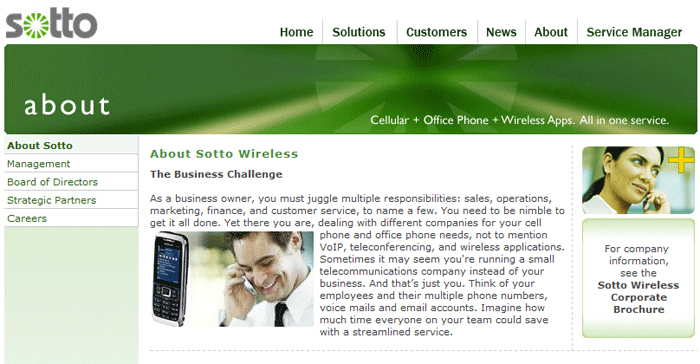 sotto
Home
Solutions
Customers
News
About
Service Manager
about
Cellular + Office Phone + Wireless Apps. All in one service.
About Sotto
Management
Board of Directors
Strategic Partners
Careers
About Sotto Wireless
The Business Challenge
As a business owner, you must juggle multiple responsibilities: sales, operations,
marketing, finance, and customer service, to name a few. You need to be nimble to
get it all done. Yet there you are, dealing with different companies for your cell
phone and office phone needs, not to mention
VoIP, teleconferencing, and wireless applications.
Sometimes it may seem you're running a small
telecommunications company instead of your
business. And that's just you. Think of your
employees and their multiple phone numbers,
voice mails and email accounts. Imagine how
much time everyone on your team could save
with a streamlined service.
For company
information,
see the
Sotto Wireless
Corporate
Brochure